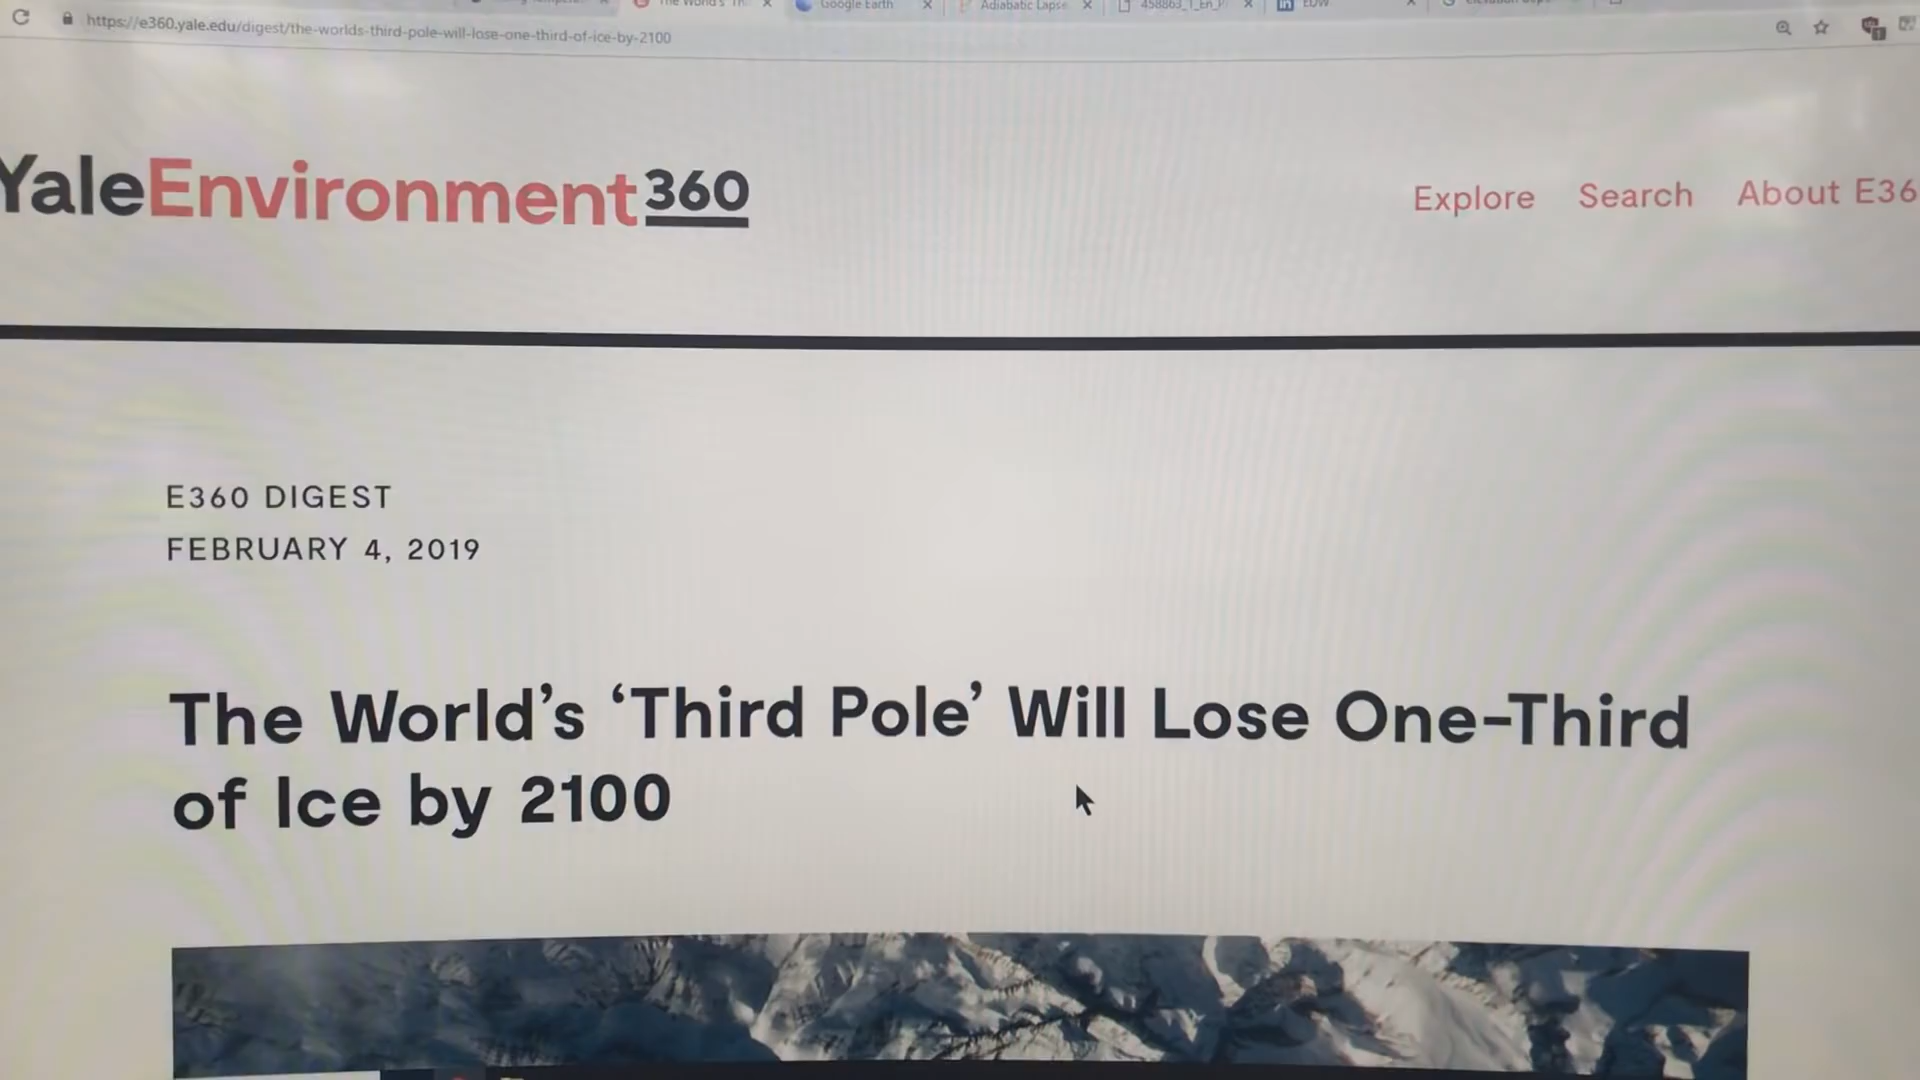 Google Earth
Adiabatic Lapse
EDW
https://e360.yale.edu/digest/the-worlds-third-pole-will-lose-one-third-of-ice-by-2100
YaleEnvironment360
Explore Search About E36
E360 DIGEST
FEBRUARY 4, 2019
The World’s ‘Third Pole’ Will Lose One-Third
of Ice by 2100